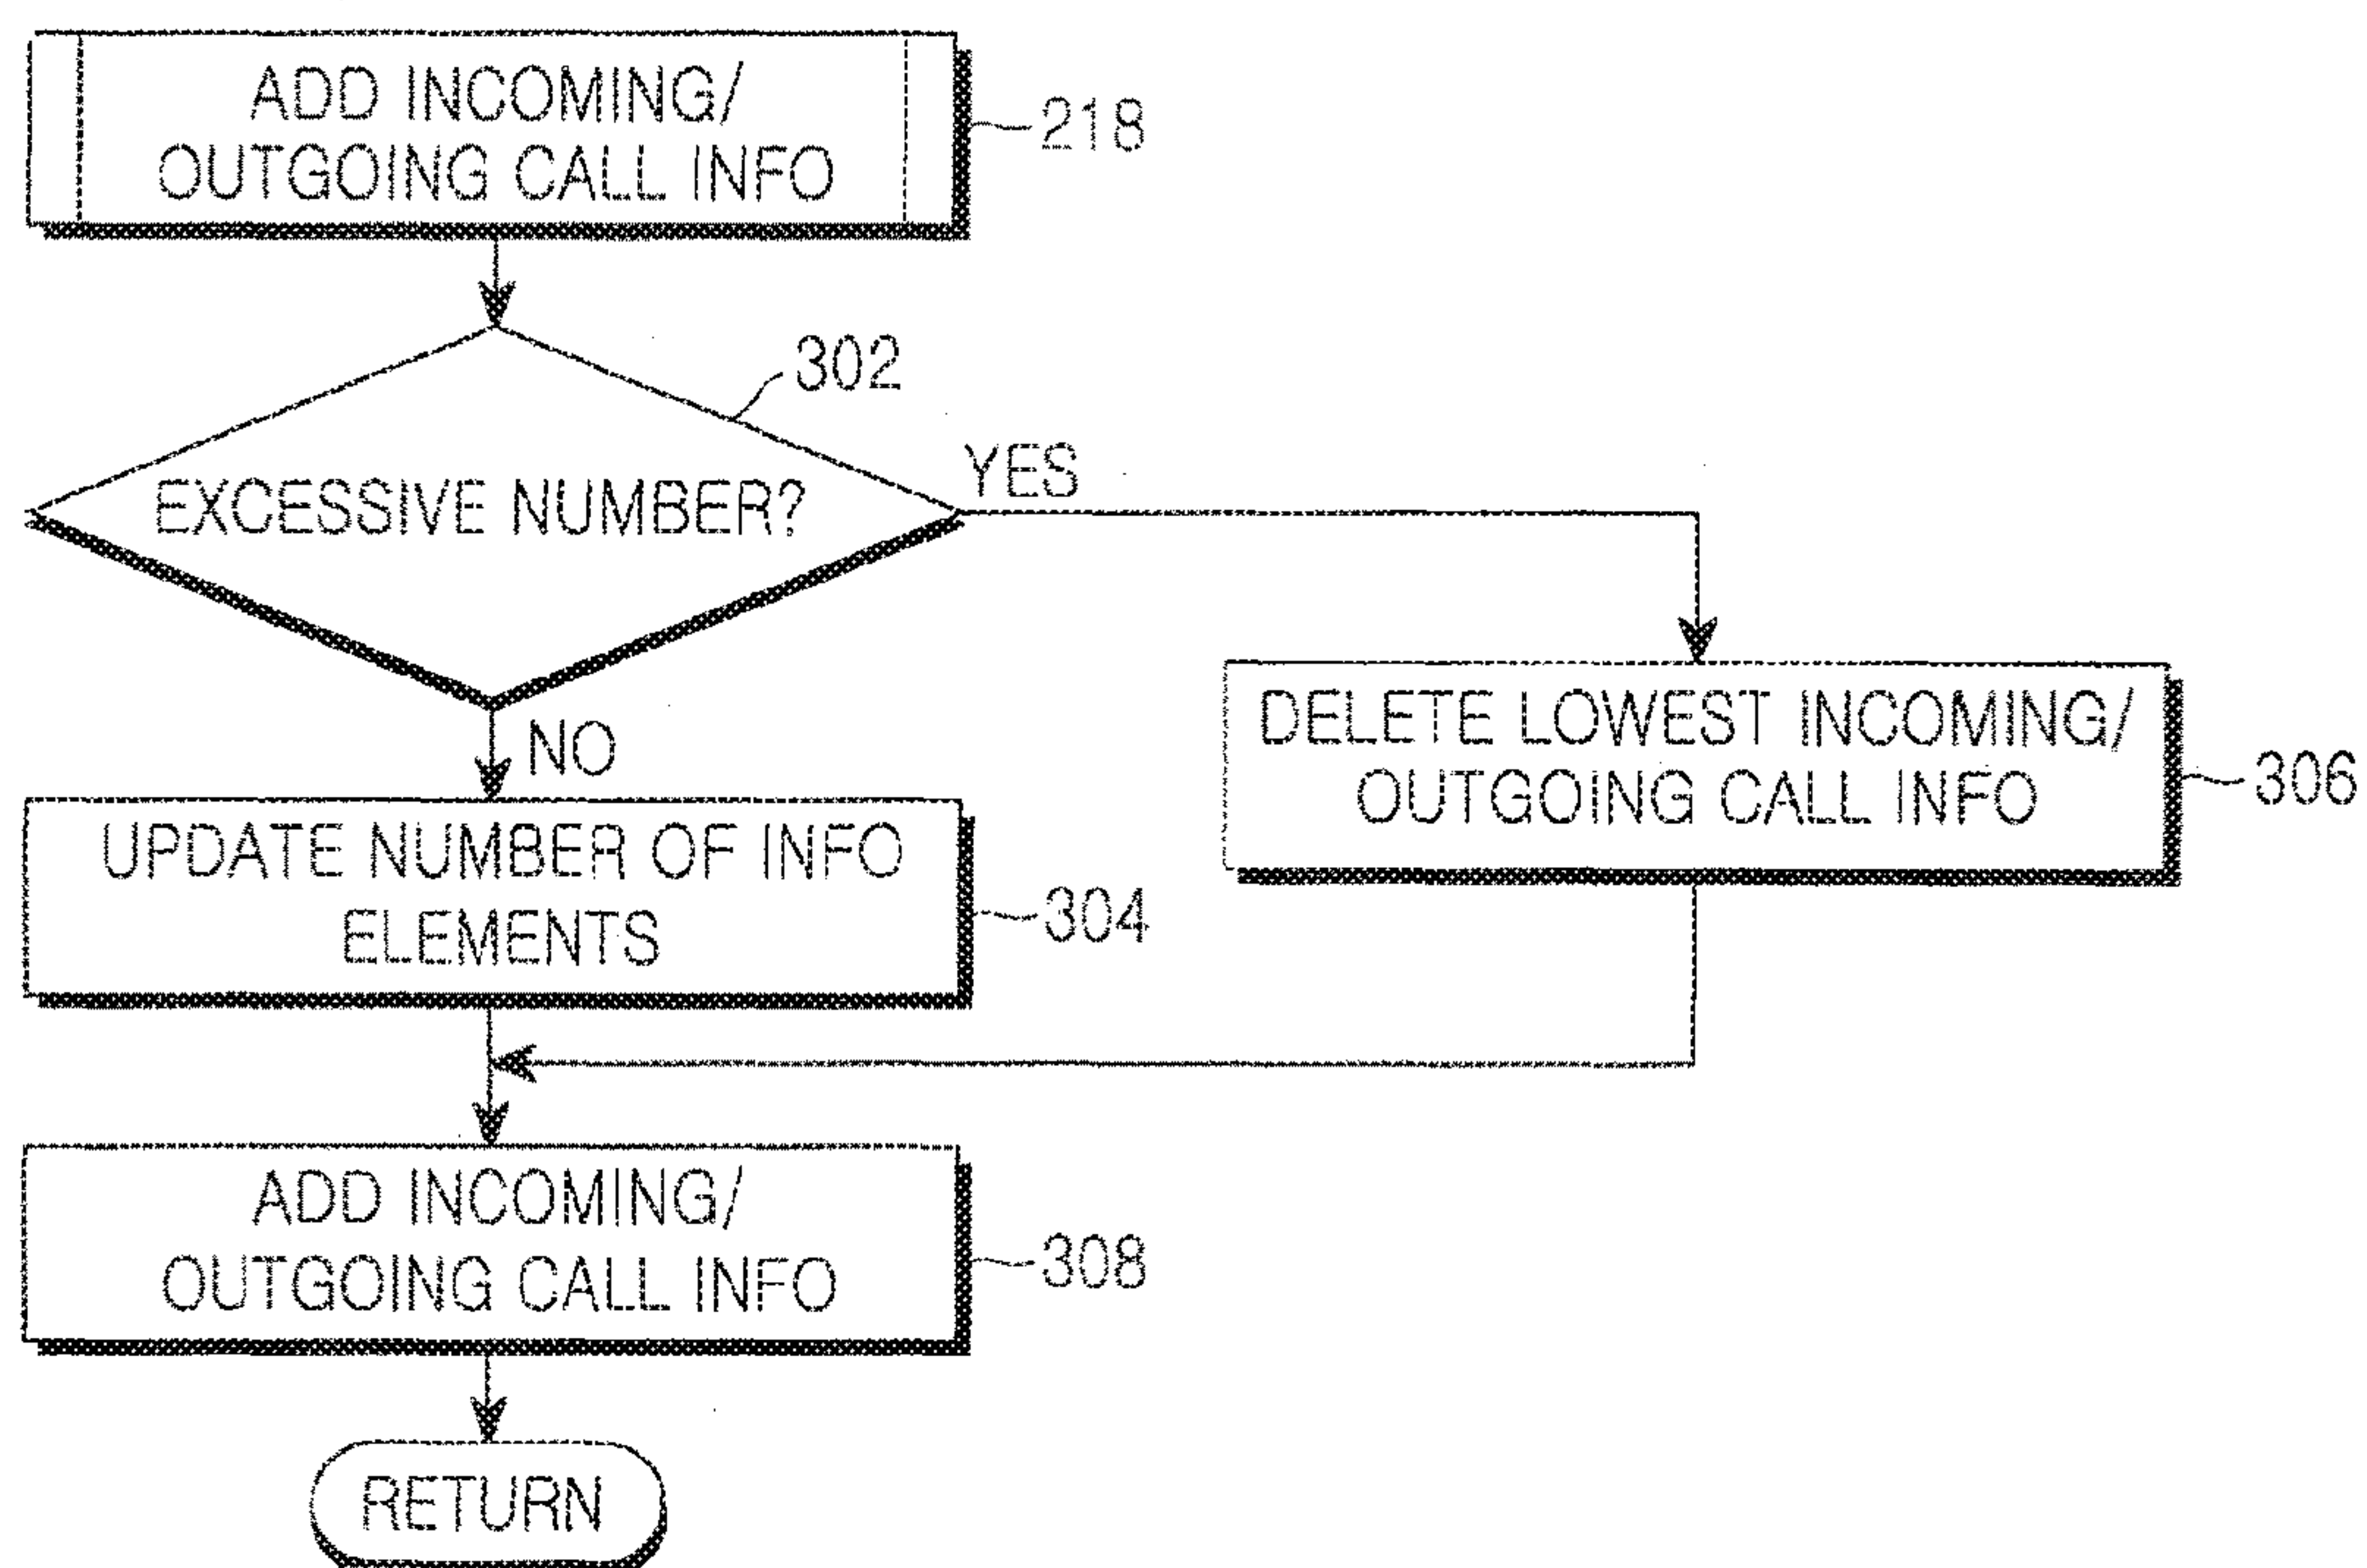 ADD INCOMING/
OUTGOING CALL INFO
218
302
EXCESSIVE NUMBER?
YES
NO
DELETE LOWEST INCOMING/
OUTGOING CALL INFO
306
UPDATE NUMBER OF INFO
ELEMENTS
304
ADD INCOMING/
OUTGOING CALL INFO
308
RETURN